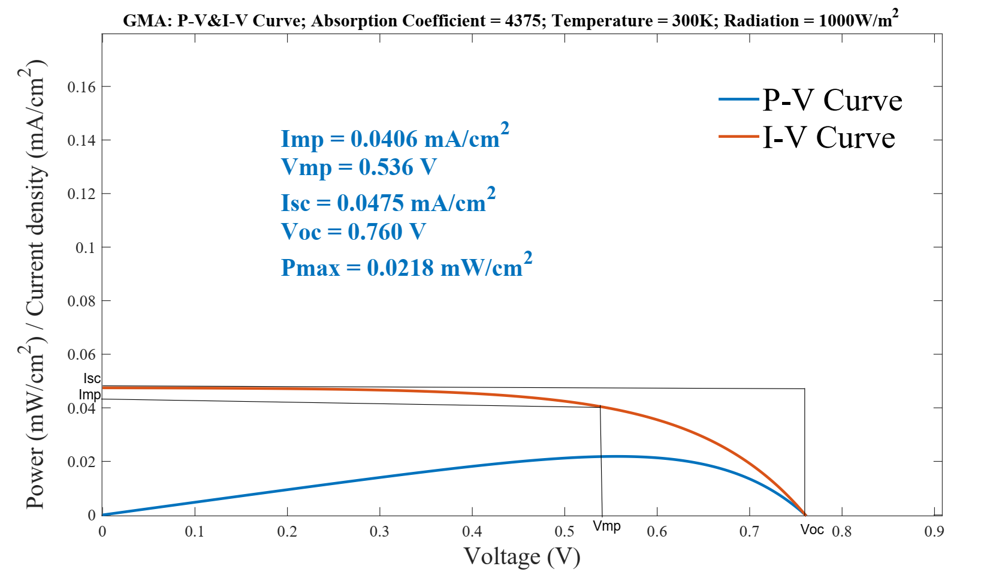 GMA: P-V&I-V Curve; Absorption Coefficient = 4375; Temperature = 300K; Radiation = 1000W/m²
Power (mW/cm²) / Current density (mA/cm²)
0.16
0.14
0.12
0.1
0.08
0.06
Isc
Imp
0.04
0.02
0
P-V Curve
I-V Curve
Imp = 0.0406 mA/cm²
Vmp = 0.536 V
Isc = 0.0475 mA/cm²
Voc = 0.760 V
Pmax = 0.0218 mW/cm²
0 0.1 0.2 0.3 0.4 0.5 Vmp 0.6 0.7 Voc 0.8 0.9
Voltage (V)